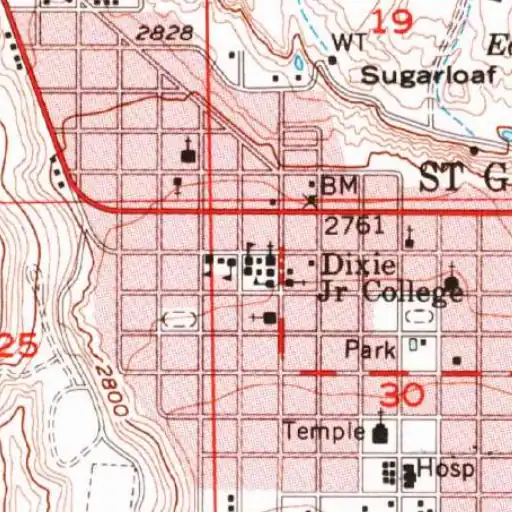 2828
19
WT
Sugarloaf
BM
ST G
2761
Dixie
Jr College
25
Park
2800
30
Temple
Hosp